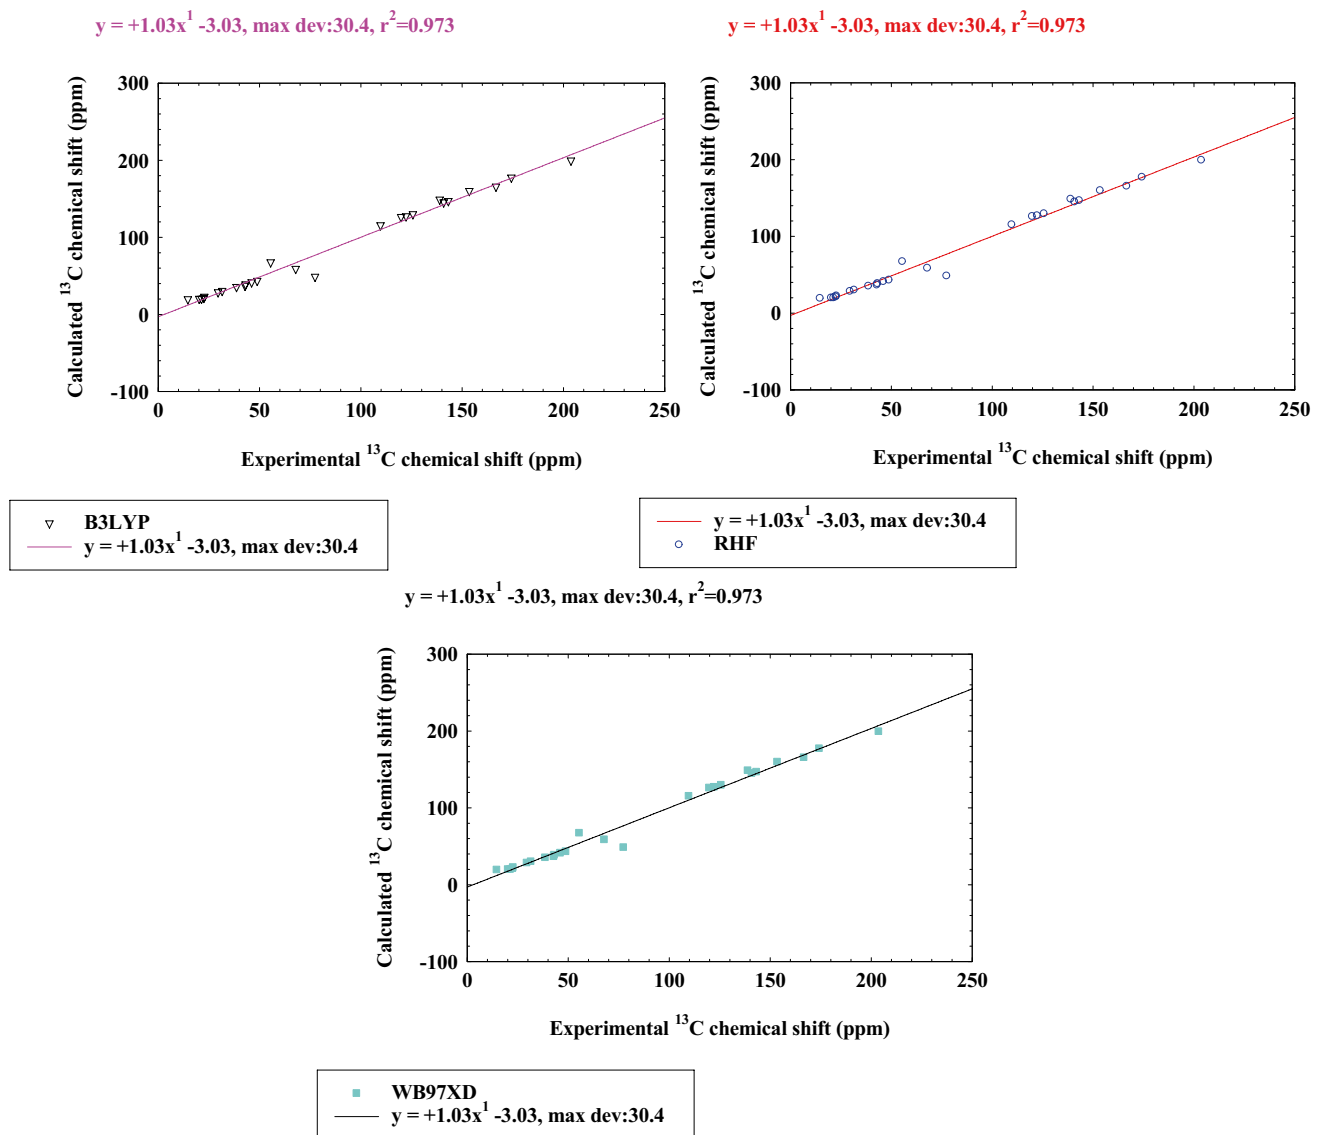 y = +1.03x¹ -3.03, max dev:30.4, r²=0.973
300
200
100
0
-100
Calculated ¹³C chemical shift (ppm)
0 50 100 150 200 250
Experimental ¹³C chemical shift (ppm)
B3LYP
y = +1.03x¹ -3.03, max dev:30.4
y = +1.03x¹ -3.03, max dev:30.4, r²=0.973
300
200
100
0
-100
Calculated ¹³C chemical shift (ppm)
0 50 100 150 200 250
Experimental ¹³C chemical shift (ppm)
y = +1.03x¹ -3.03, max dev:30.4
RHF
y = +1.03x¹ -3.03, max dev:30.4, r²=0.973
300
200
100
0
-100
Calculated ¹³C chemical shift (ppm)
0 50 100 150 200 250
Experimental ¹³C chemical shift (ppm)
WB97XD
y = +1.03x¹ -3.03, max dev:30.4